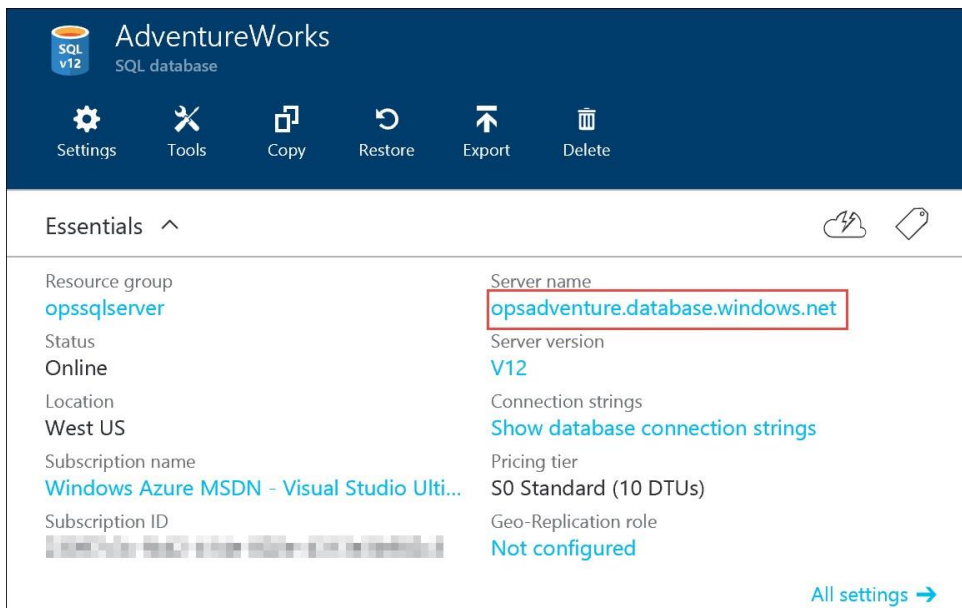 SQL
v12
AdventureWorks
SQL database
Settings
Tools
Copy
Restore
Export
Delete
Essentials
Resource group
opssqlserver
Status
Online
Location
West US
Subscription name
Windows Azure MSDN - Visual Studio Ulti...
Subscription ID
Server name
opsadventure.database.windows.net
Server version
V12
Connection strings
Show database connection strings
Pricing tier
S0 Standard (10 DTUs)
Geo-Replication role
Not configured
All settings